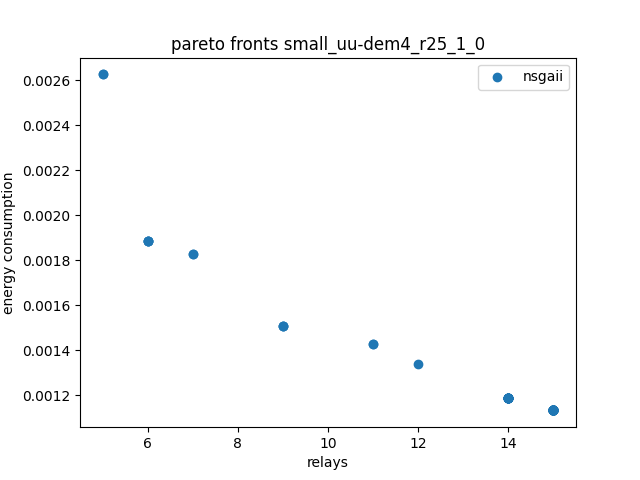 pareto fronts small_uu-dem4_r25_1_0
nsgaii
0.0026
0.0024
0.0022
0.0020
0.0018
0.0016
0.0014
0.0012
energy consumption
6 8 10 12 14
relays